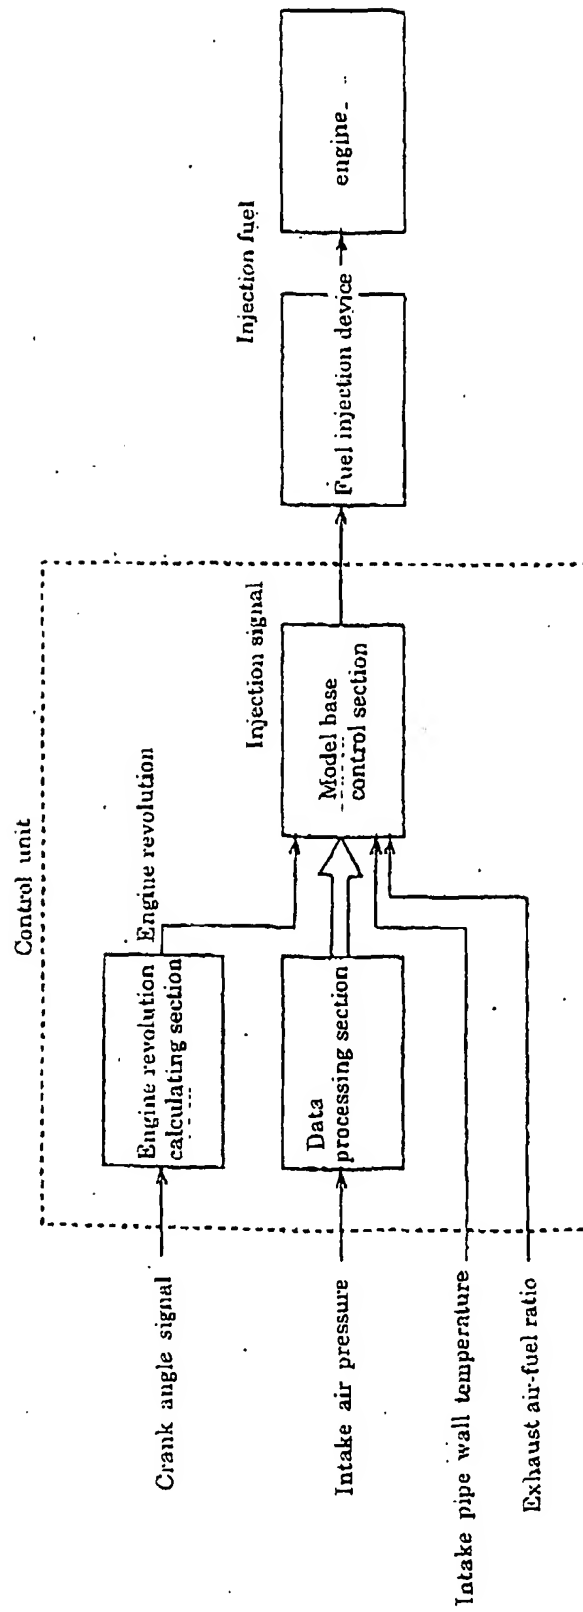 Control unit
Crank angle signal
Engine revolution
calculating section
Engine revolution
Intake air pressure
Data
processing section
Model base
control section
Injection signal
Fuel injection device
Injection fuel
engine
Intake pipe wall temperature
Exhaust air-fuel ratio